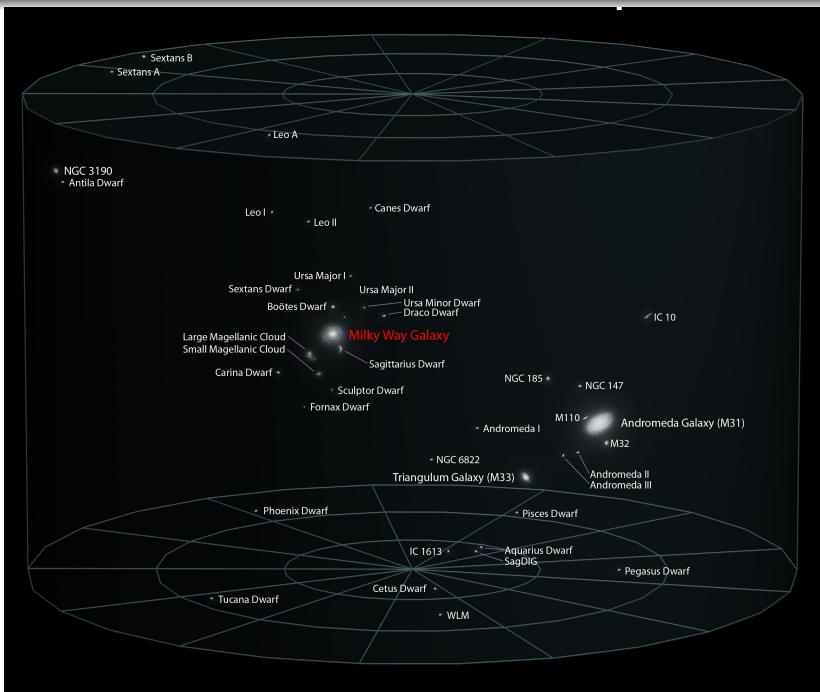 Sextans B
Sextans A
Leo A
NGC 3190
Antila Dwarf
Canes Dwarf
Leo I
Leo II
Ursa Major I
Sextans Dwarf
Ursa Major II
Boötes Dwarf
Ursa Minor Dwarf
Draco Dwarf
IC 10
Milky Way Galaxy
Large Magellanic Cloud
Small Magellanic Cloud
Sagittarius Dwarf
Carina Dwarf
NGC 185
NGC 147
Sculptor Dwarf
Fornax Dwarf
M110
Andromeda Galaxy (M31)
Andromeda I
M32
NGC 6822
Triangulum Galaxy (M33)
Andromeda II
Andromeda III
Phoenix Dwarf
Pisces Dwarf
IC 1613
Aquarius Dwarf
SagDIG
Pegasus Dwarf
Cetus Dwarf
Tucana Dwarf
WLM